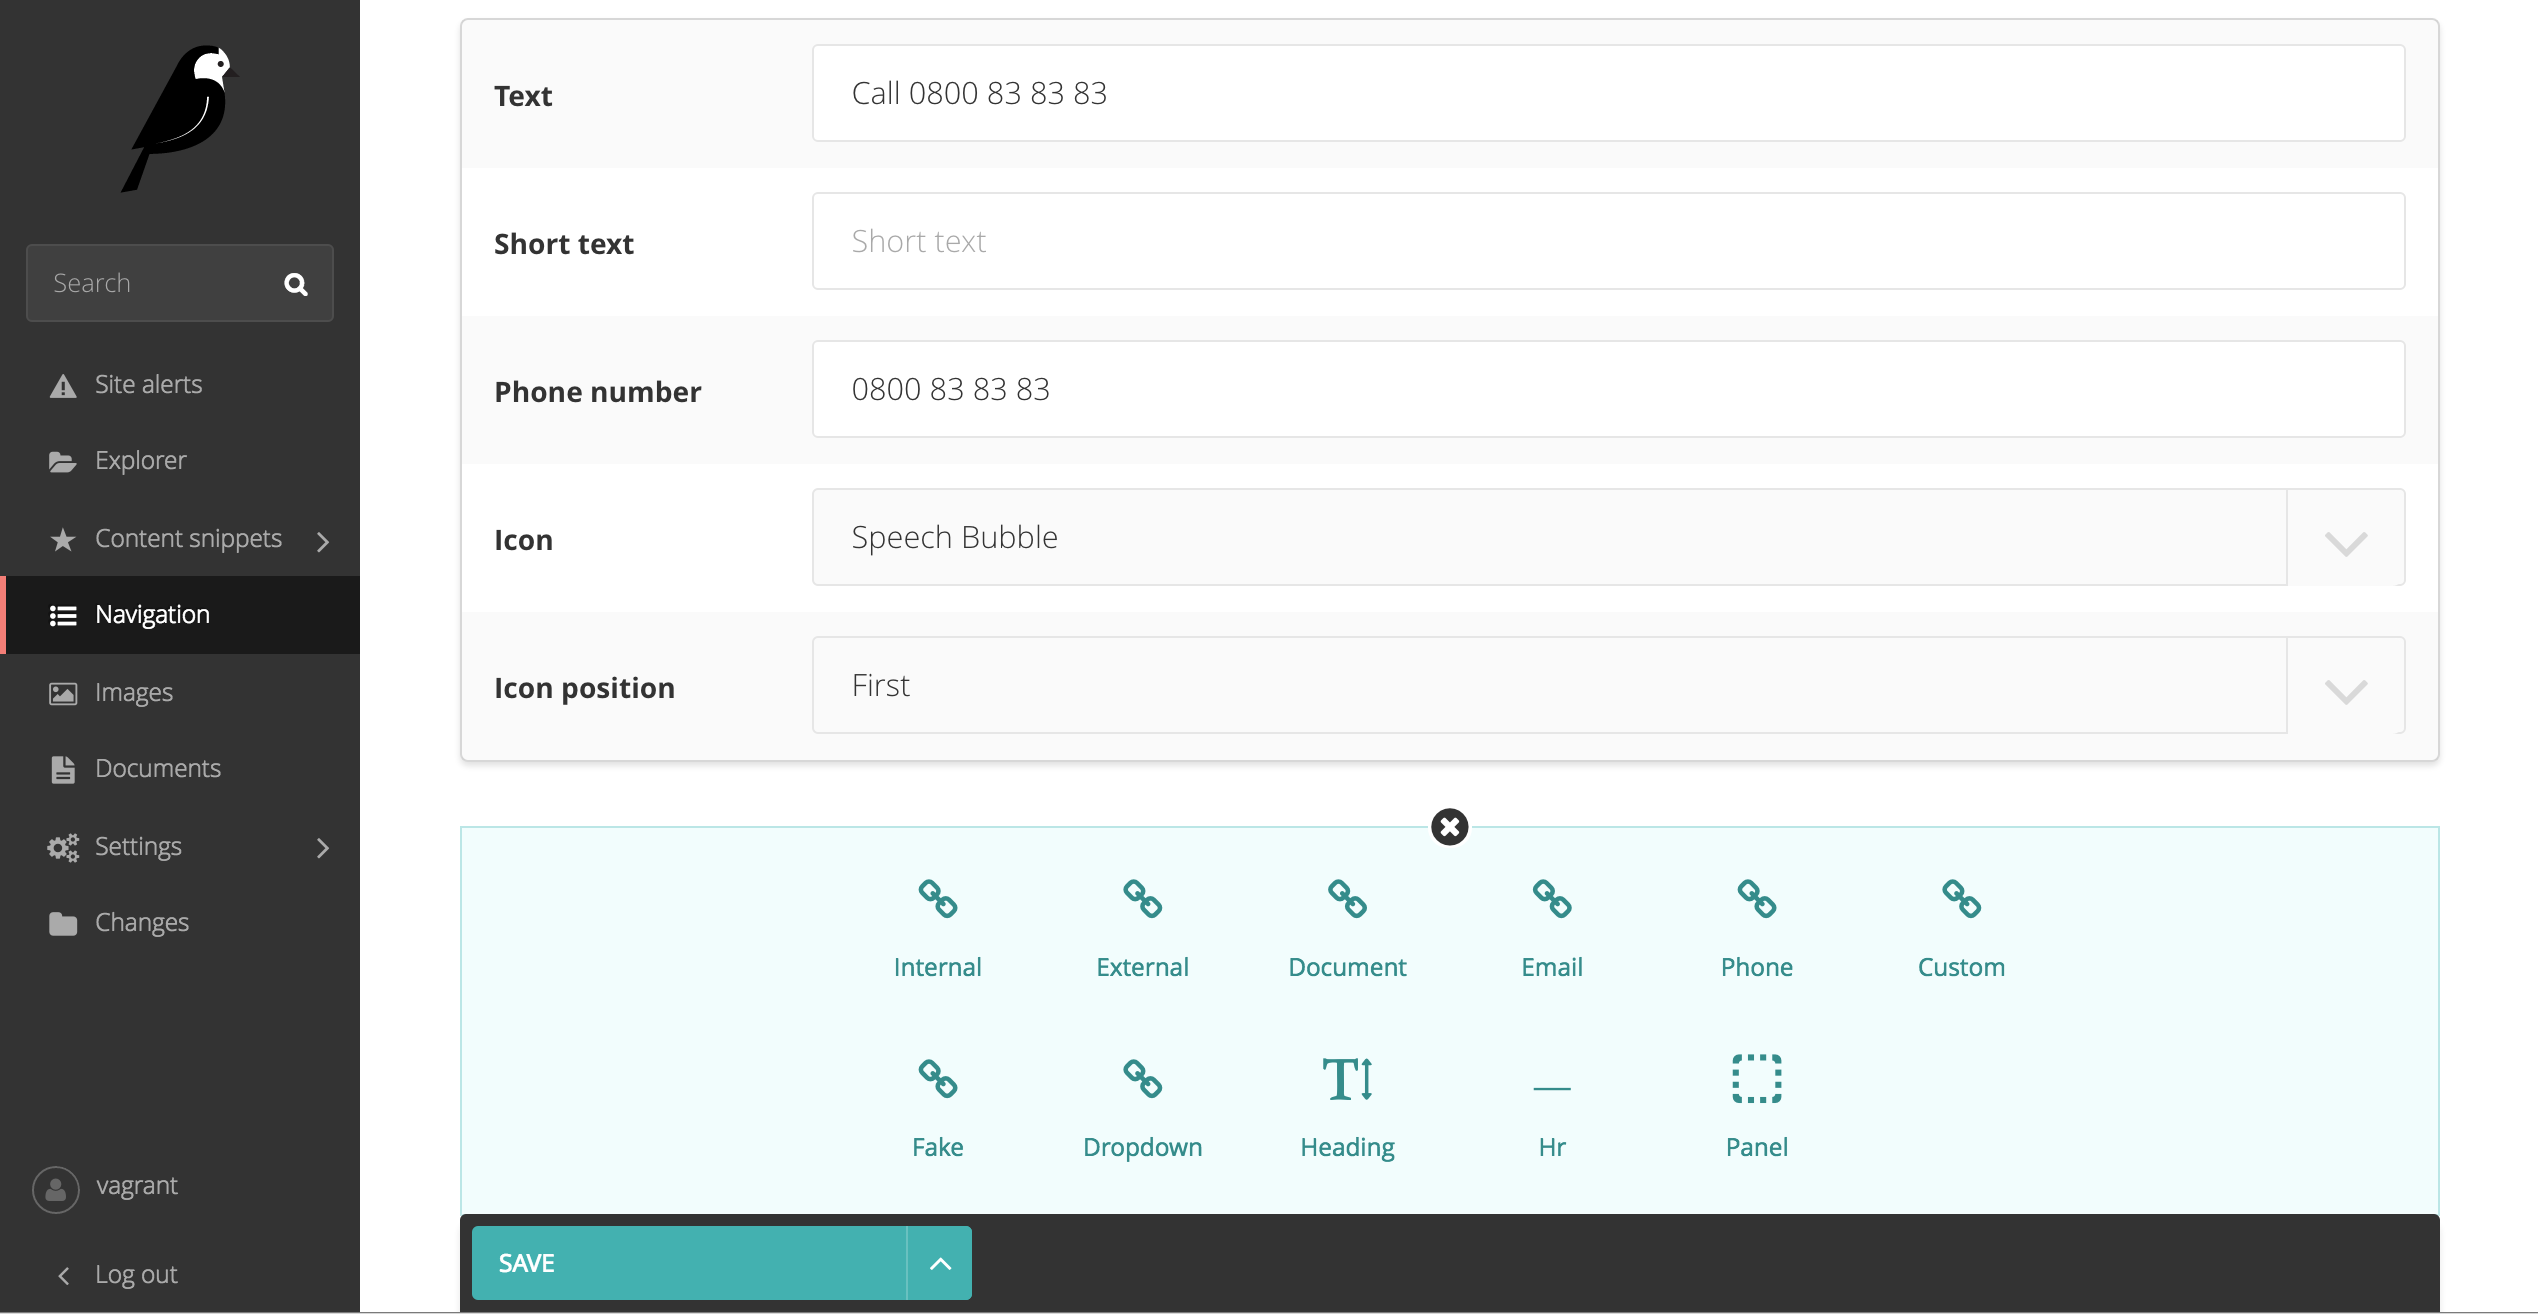 Search
Site alerts
Explorer
Content snippets
Navigation
Images
Documents
Settings
Changes
vagrant
Log out
Text
Call 0800 83 83 83
Short text
Short text
Phone number
0800 83 83 83
Icon
Speech Bubble
Icon position
First
Internal
External
Document
Email
Phone
Custom
Fake
Dropdown
Heading
Hr
Panel
SAVE